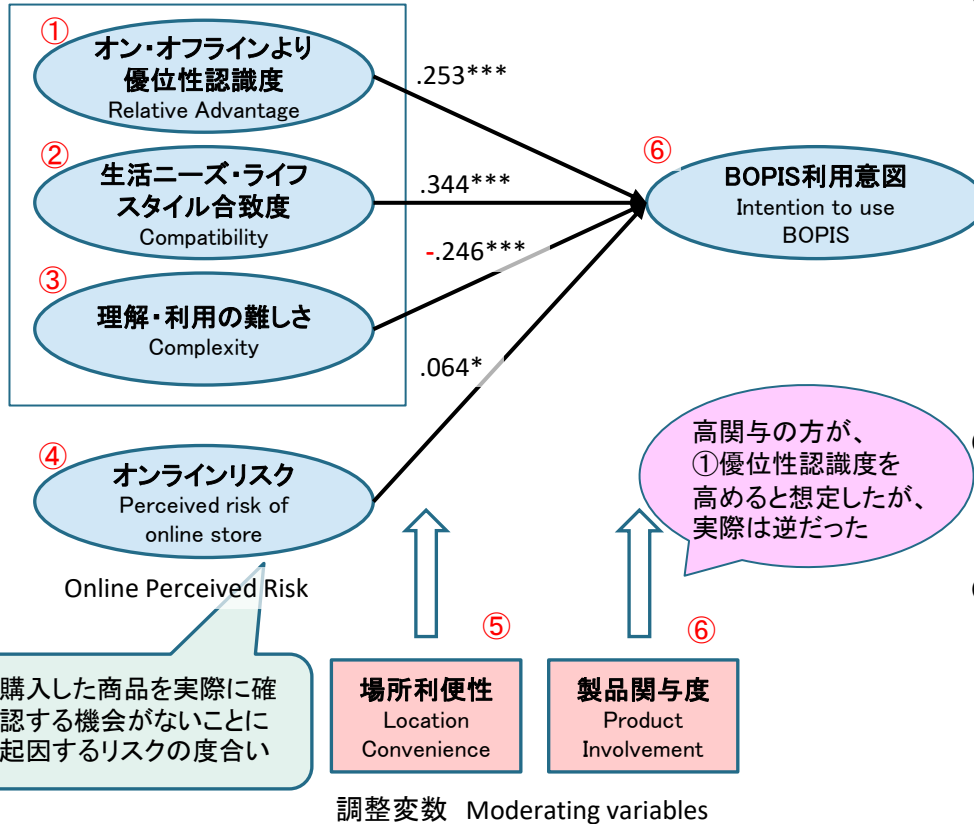 ①
オン・オフラインより
優位性認識度
Relative Advantage
.253***
②
生活ニーズ・ライフ
スタイル合致度
Compatibility
.344***
⑥
BOPIS利用意図
Intention to use
BOPIS
③
理解・利用の難しさ
Complexity
-.246***
.064*
④
オンラインリスク
Perceived risk of
online store
Online Perceived Risk
高関与の方が、
①優位性認識度を
高めると想定したが、
実際は逆だった
購入した商品を実際に確
認する機会がないことに
起因するリスクの度合い
⑤
場所利便性
Location
Convenience
⑥
製品関与度
Product
Involvement
調整変数 Moderating variables